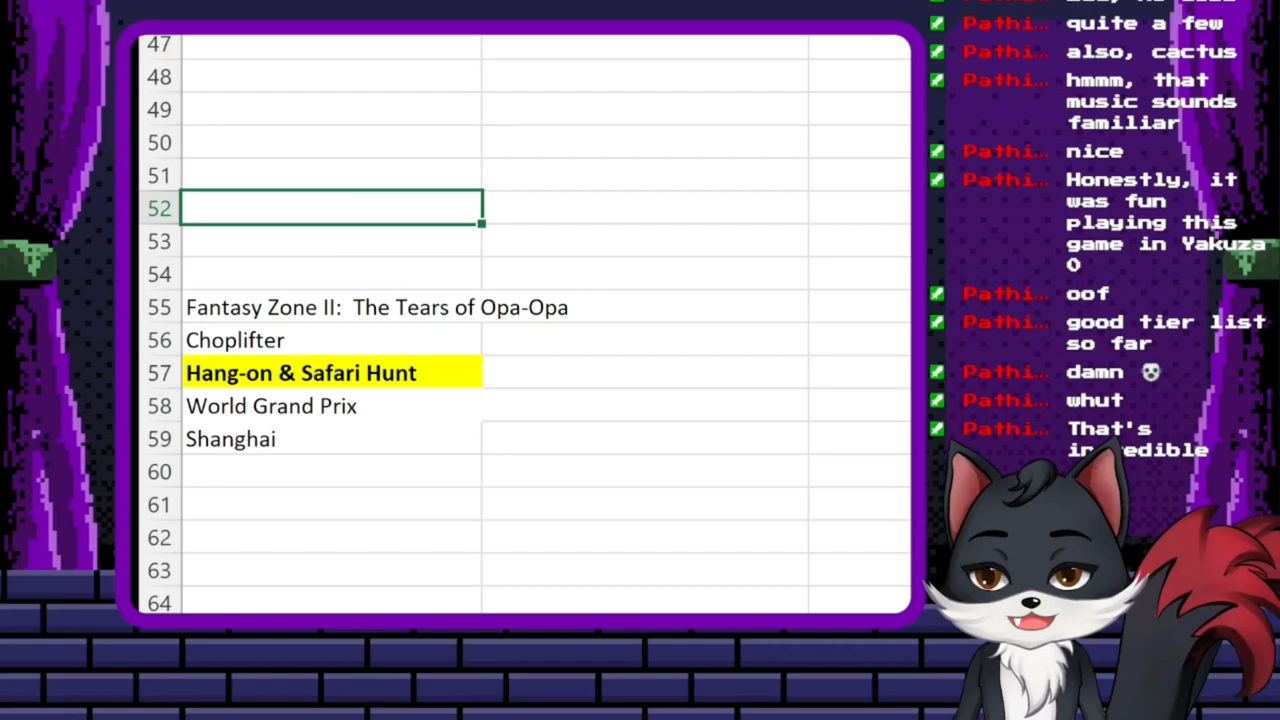 47
48
49
50
51
52
53
54
55 Fantasy Zone II:  The Tears of Opa-Opa
56 Choplifter
57 Hang-on & Safari Hunt
58 World Grand Prix
59 Shanghai
60
61
62
63
64
Pathi... quite a few
Pathi... also, cactus
Pathi... hmmm, that
music sounds
familiar
Pathi... nice
Pathi... Honestly, it
was fun
playing this
game in Yakuza
0
Pathi... oof
Pathi... good tier list
so far
Pathi... damn
Pathi... whut
Pathi... That's